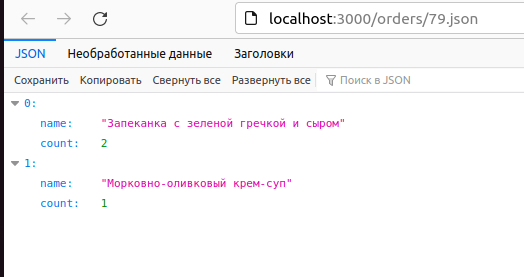 localhost:3000/orders/79.json
JSON Необработанные данные Заголовки
Сохранить Копировать Свернуть все Развернуть все Поиск в JSON
0:
name: "Запеканка с зеленой гречкой и сыром"
count: 2
1:
name: "Морковно-оливковый крем-суп"
count: 1